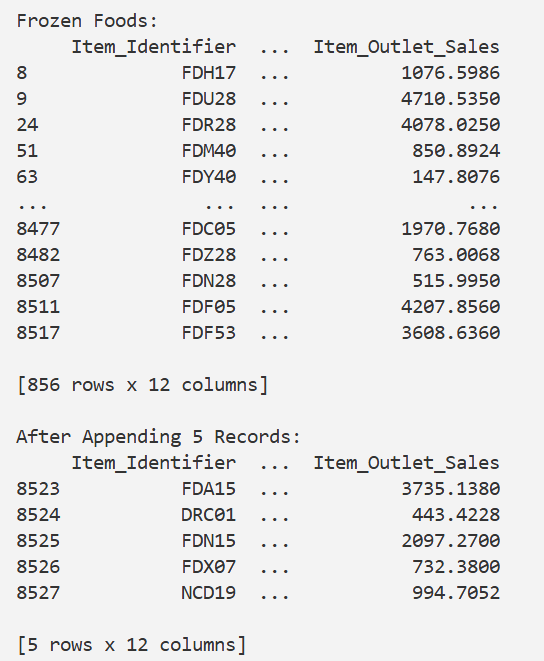 Frozen Foods:
Item_Identifier ... Item_Outlet_Sales
8 FDH17 ... 1076.5986
9 FDU28 ... 4710.5350
24 FDR28 ... 4078.0250
51 FDM40 ... 850.8924
63 FDY40 ... 147.8076
... ... ... ...
8477 FDC05 ... 1970.7680
8482 FDZ28 ... 763.0068
8507 FDN28 ... 515.9950
8511 FDF05 ... 4207.8560
8517 FDF53 ... 3608.6360
[856 rows x 12 columns]
After Appending 5 Records:
Item_Identifier ... Item_Outlet_Sales
8523 FDA15 ... 3735.1380
8524 DRC01 ... 443.4228
8525 FDN15 ... 2097.2700
8526 FDX07 ... 732.3800
8527 NCD19 ... 994.7052
[5 rows x 12 columns]